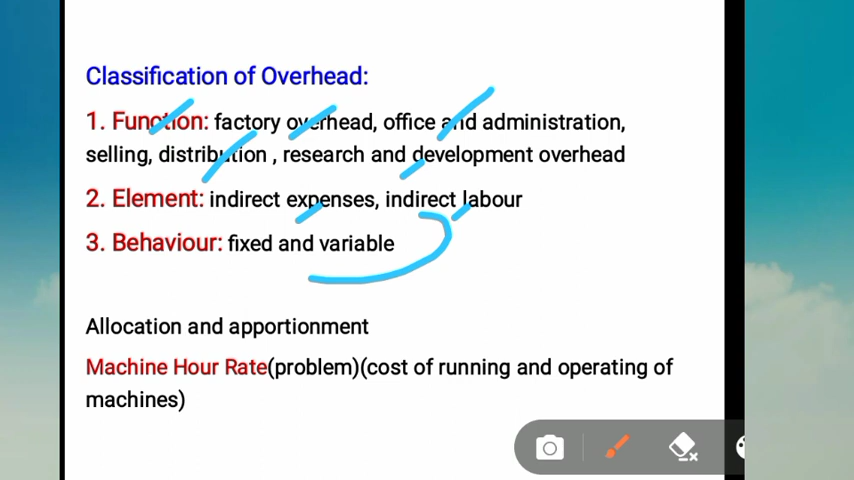 Classification of Overhead:
1. Function: factory overhead, office and administration,
selling, distribution , research and development overhead
2. Element: indirect expenses, indirect labour
3. Behaviour: fixed and variable
Allocation and apportionment
Machine Hour Rate(problem)(cost of running and operating of
machines)